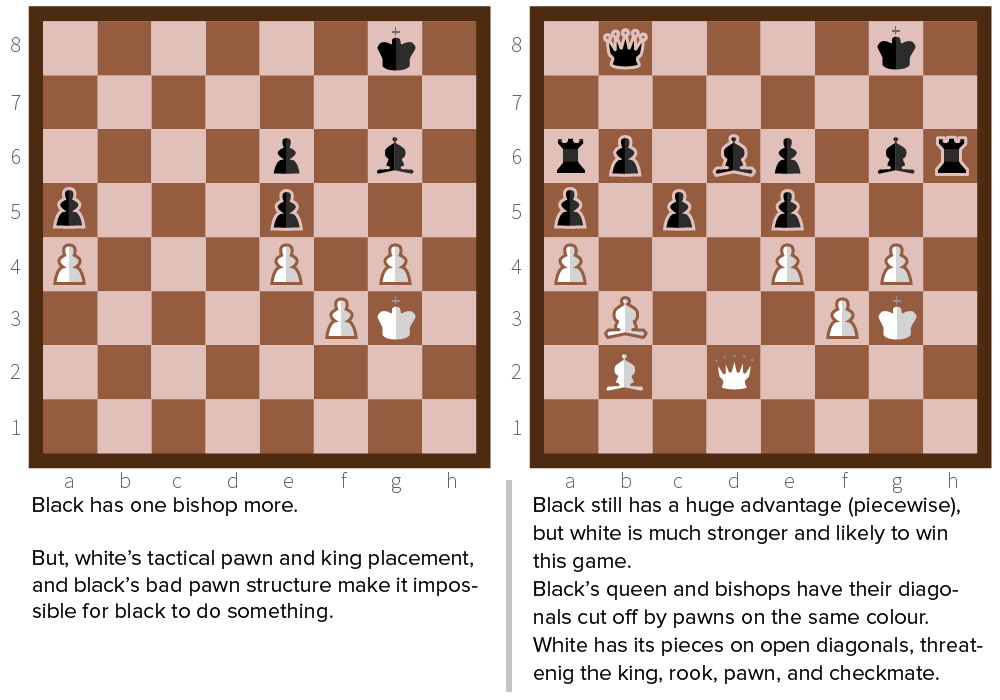 8
7
6
5
4
3
2
1
a b c d e f g h
8
7
6
5
4
3
2
1
a b c d e f g h
Black has one bishop more.
But, white’s tactical pawn and king placement,
and black’s bad pawn structure make it impos-
sible for black to do something.
Black still has a huge advantage (piecewise),
but white is much stronger and likely to win
this game.
Black’s queen and bishops have their diago-
nals cut off by pawns on the same colour.
White has its pieces on open diagonals, threat-
enig the king, rook, pawn, and checkmate.